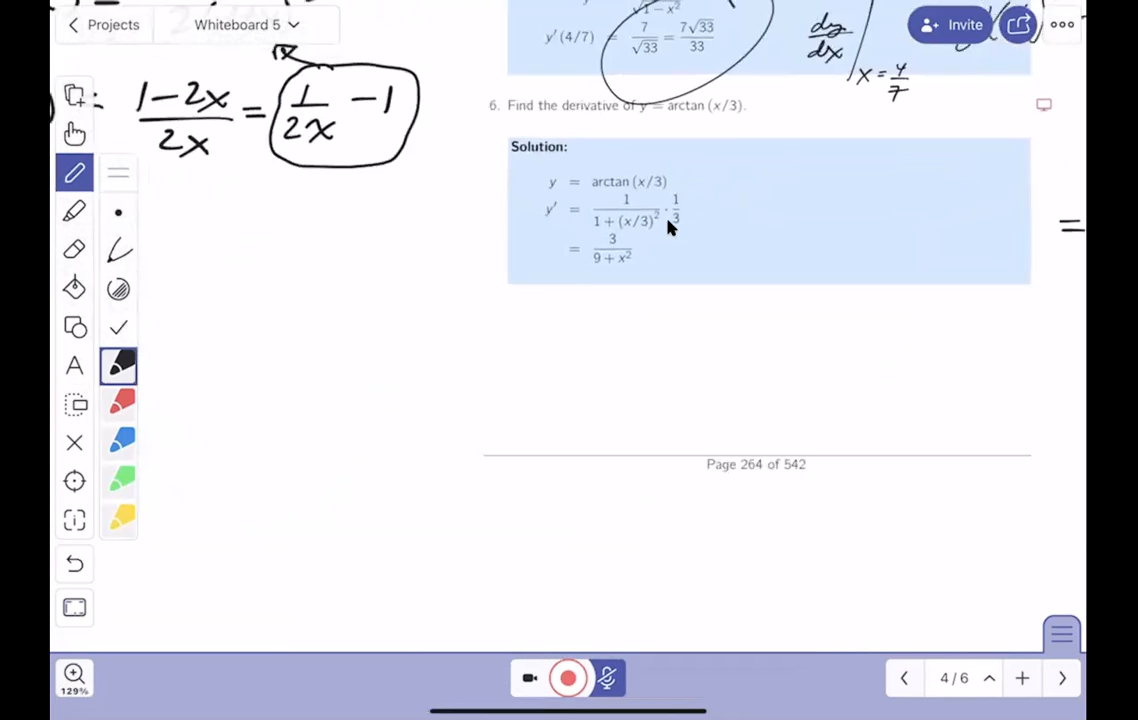 Projects
Whiteboard 5
Invite
√1 − x²
y'(4/7) = 7/√33 = 7√33/33
dy/dx | x = 4/7
= (1 − 2x)/(2x) = 1/(2x) − 1
6. Find the derivative of y = arctan (x/3).
Solution:
y = arctan (x/3)
y' = 1/(1 + (x/3)²) · 1/3
= 3/(9 + x²)
=
A
Page 264 of 542
129%
4 / 6